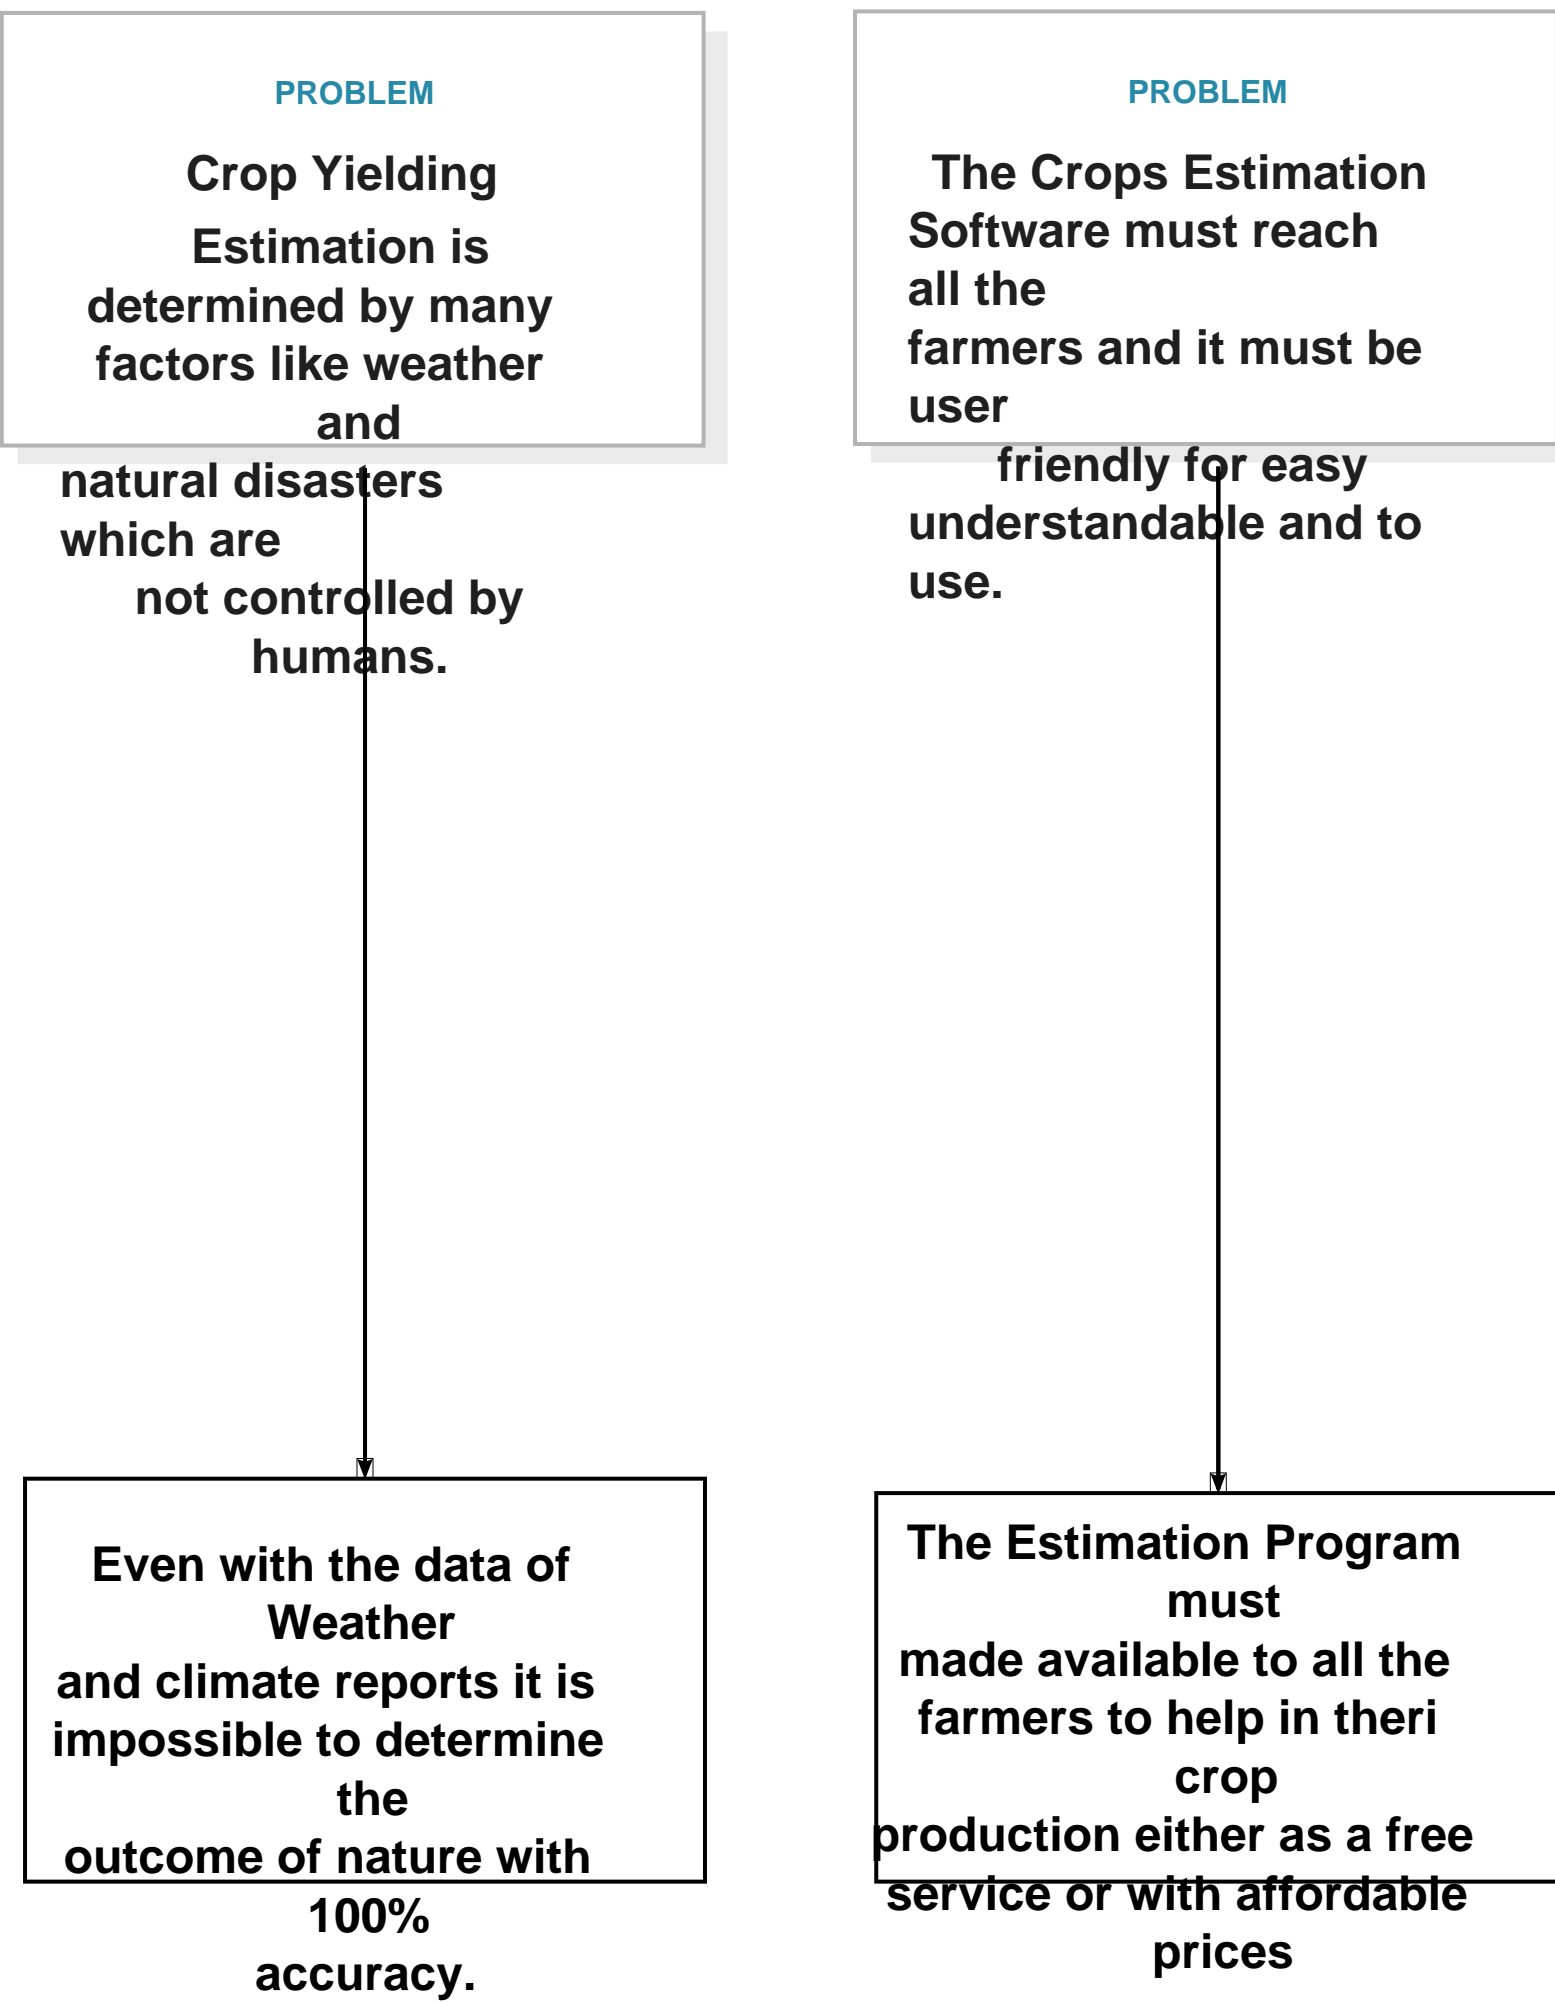 PROBLEM
Crop Yielding
Estimation is
determined by many
factors like weather
and
natural disasters
which are
not controlled by
humans.
PROBLEM
The Crops Estimation
Software must reach
all the
farmers and it must be
user
friendly for easy
understandable and to
use.
Even with the data of
Weather
and climate reports it is
impossible to determine
the
outcome of nature with
100%
accuracy.
The Estimation Program
must
made available to all the
farmers to help in theri
crop
production either as a free
service or with affordable
prices